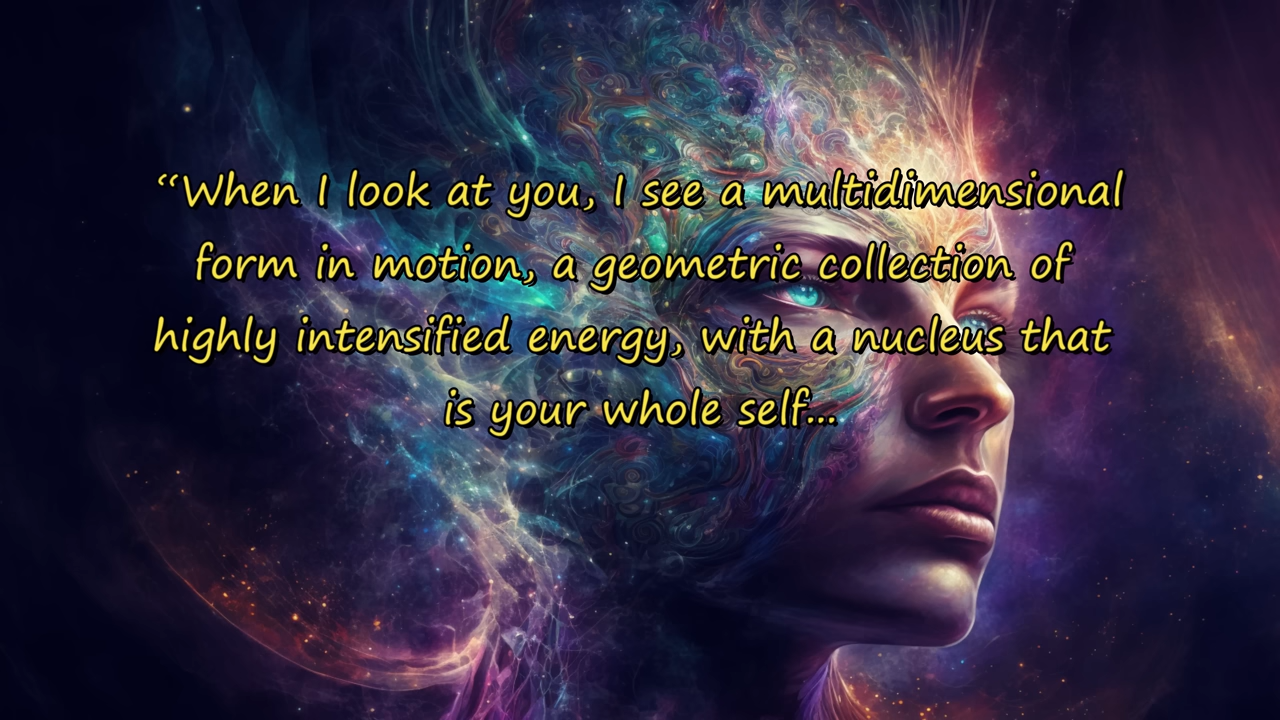 “When I look at you, I see a multidimensional
form in motion, a geometric collection of
highly intensified energy, with a nucleus that
is your whole self...